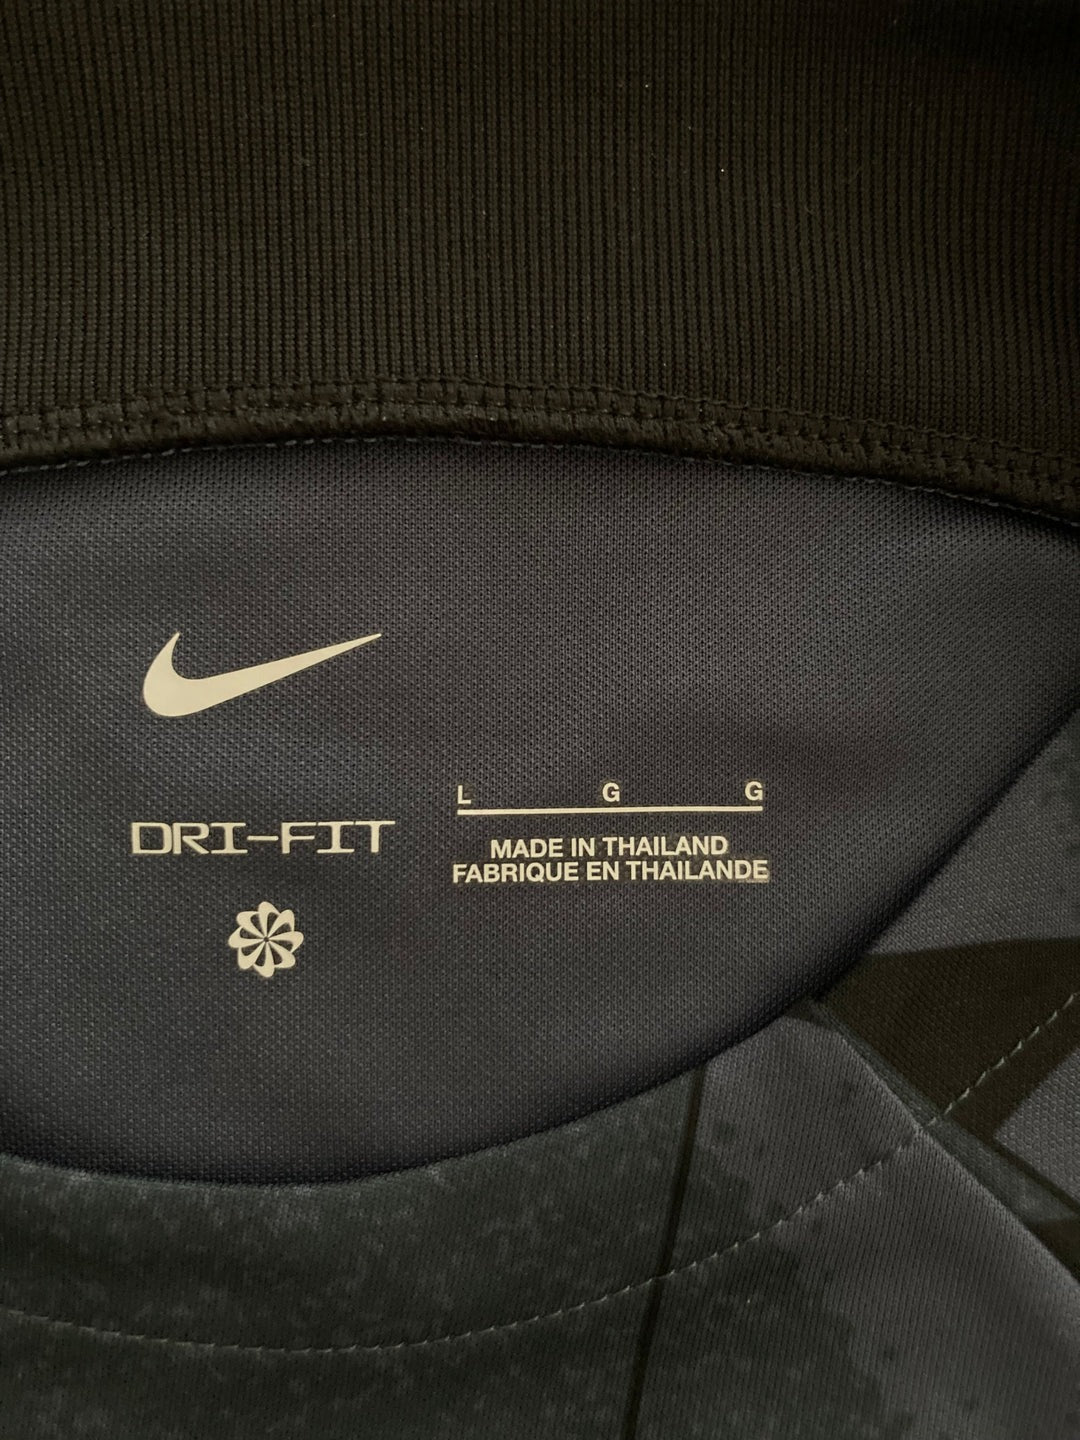 DRI-FIT
L G G
MADE IN THAILAND
FABRIQUE EN THAILANDE